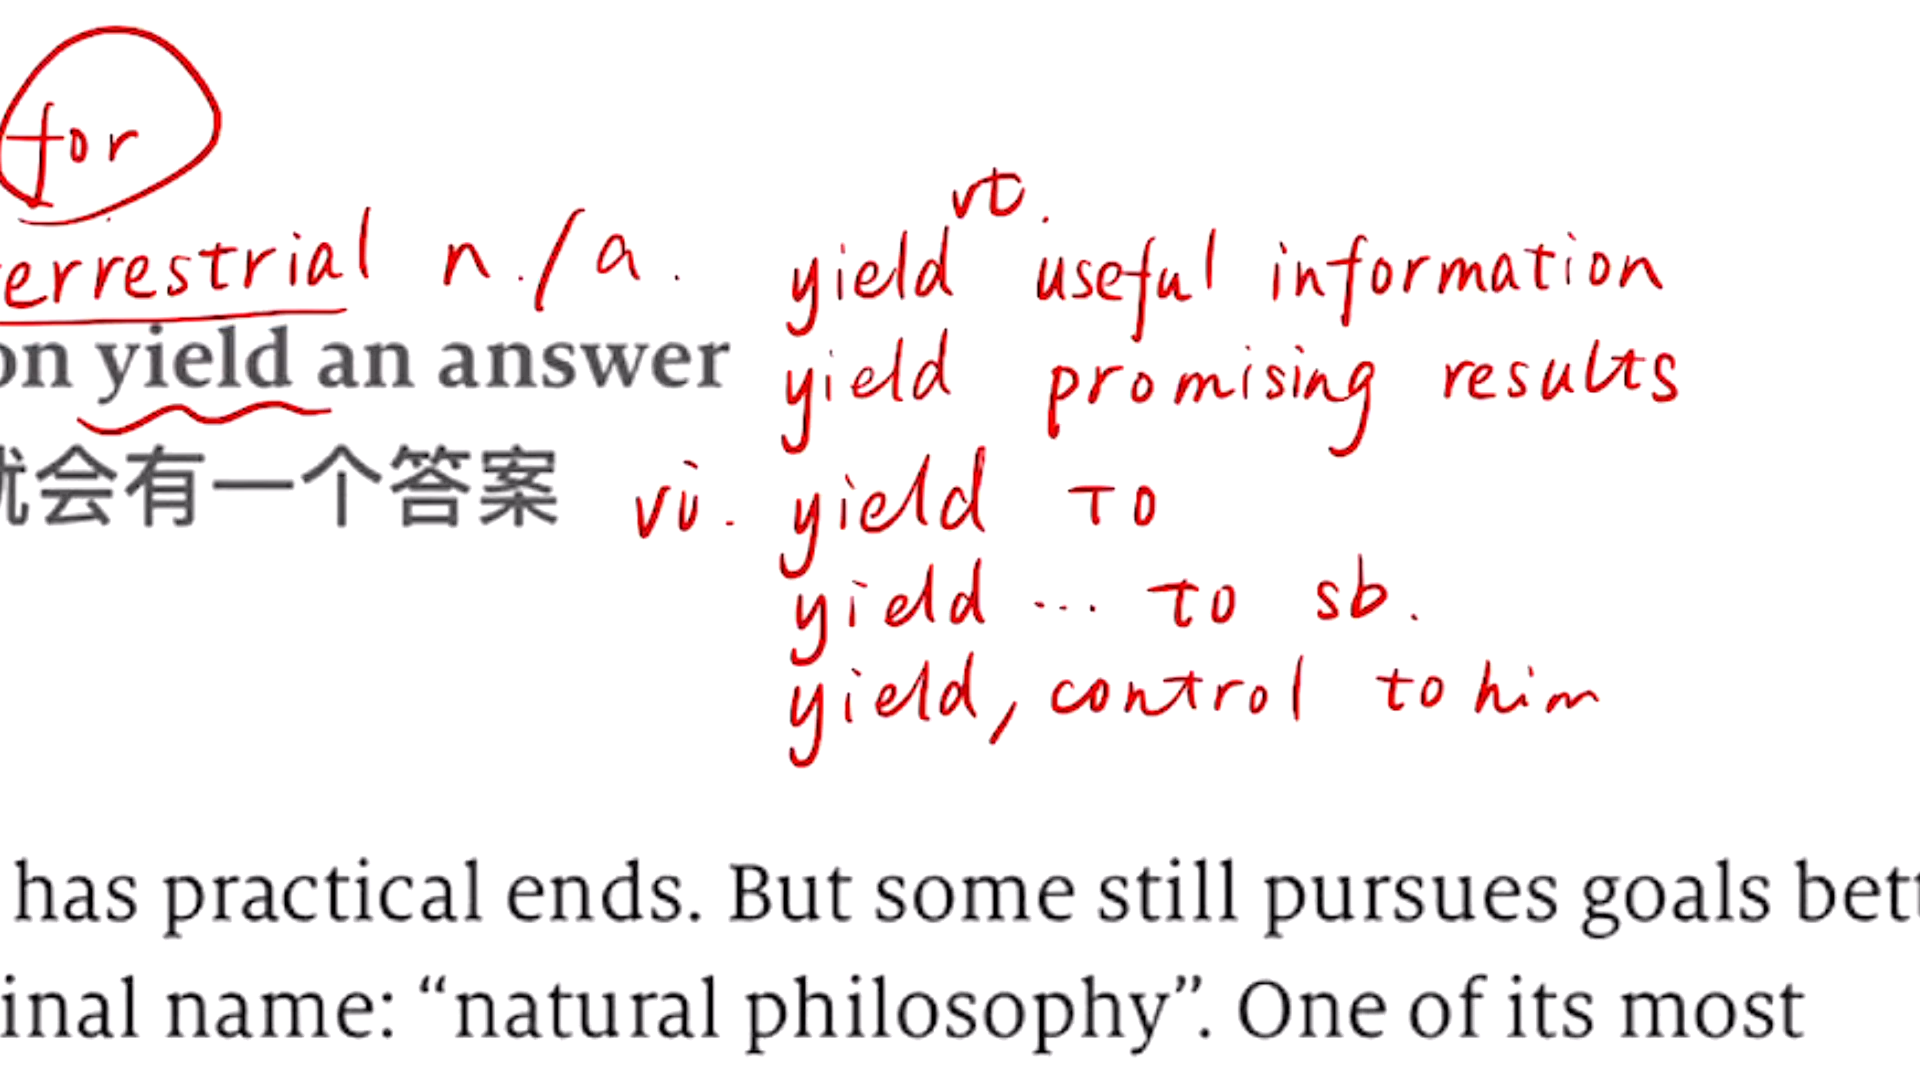 for
errestrial n./a.
vt.
yield useful information
on yield an answer
yield promising results
就会有一个答案
vi. yield to
yield ... to sb.
yield, control to him
has practical ends. But some still pursues goals bett
inal name: “natural philosophy”. One of its most